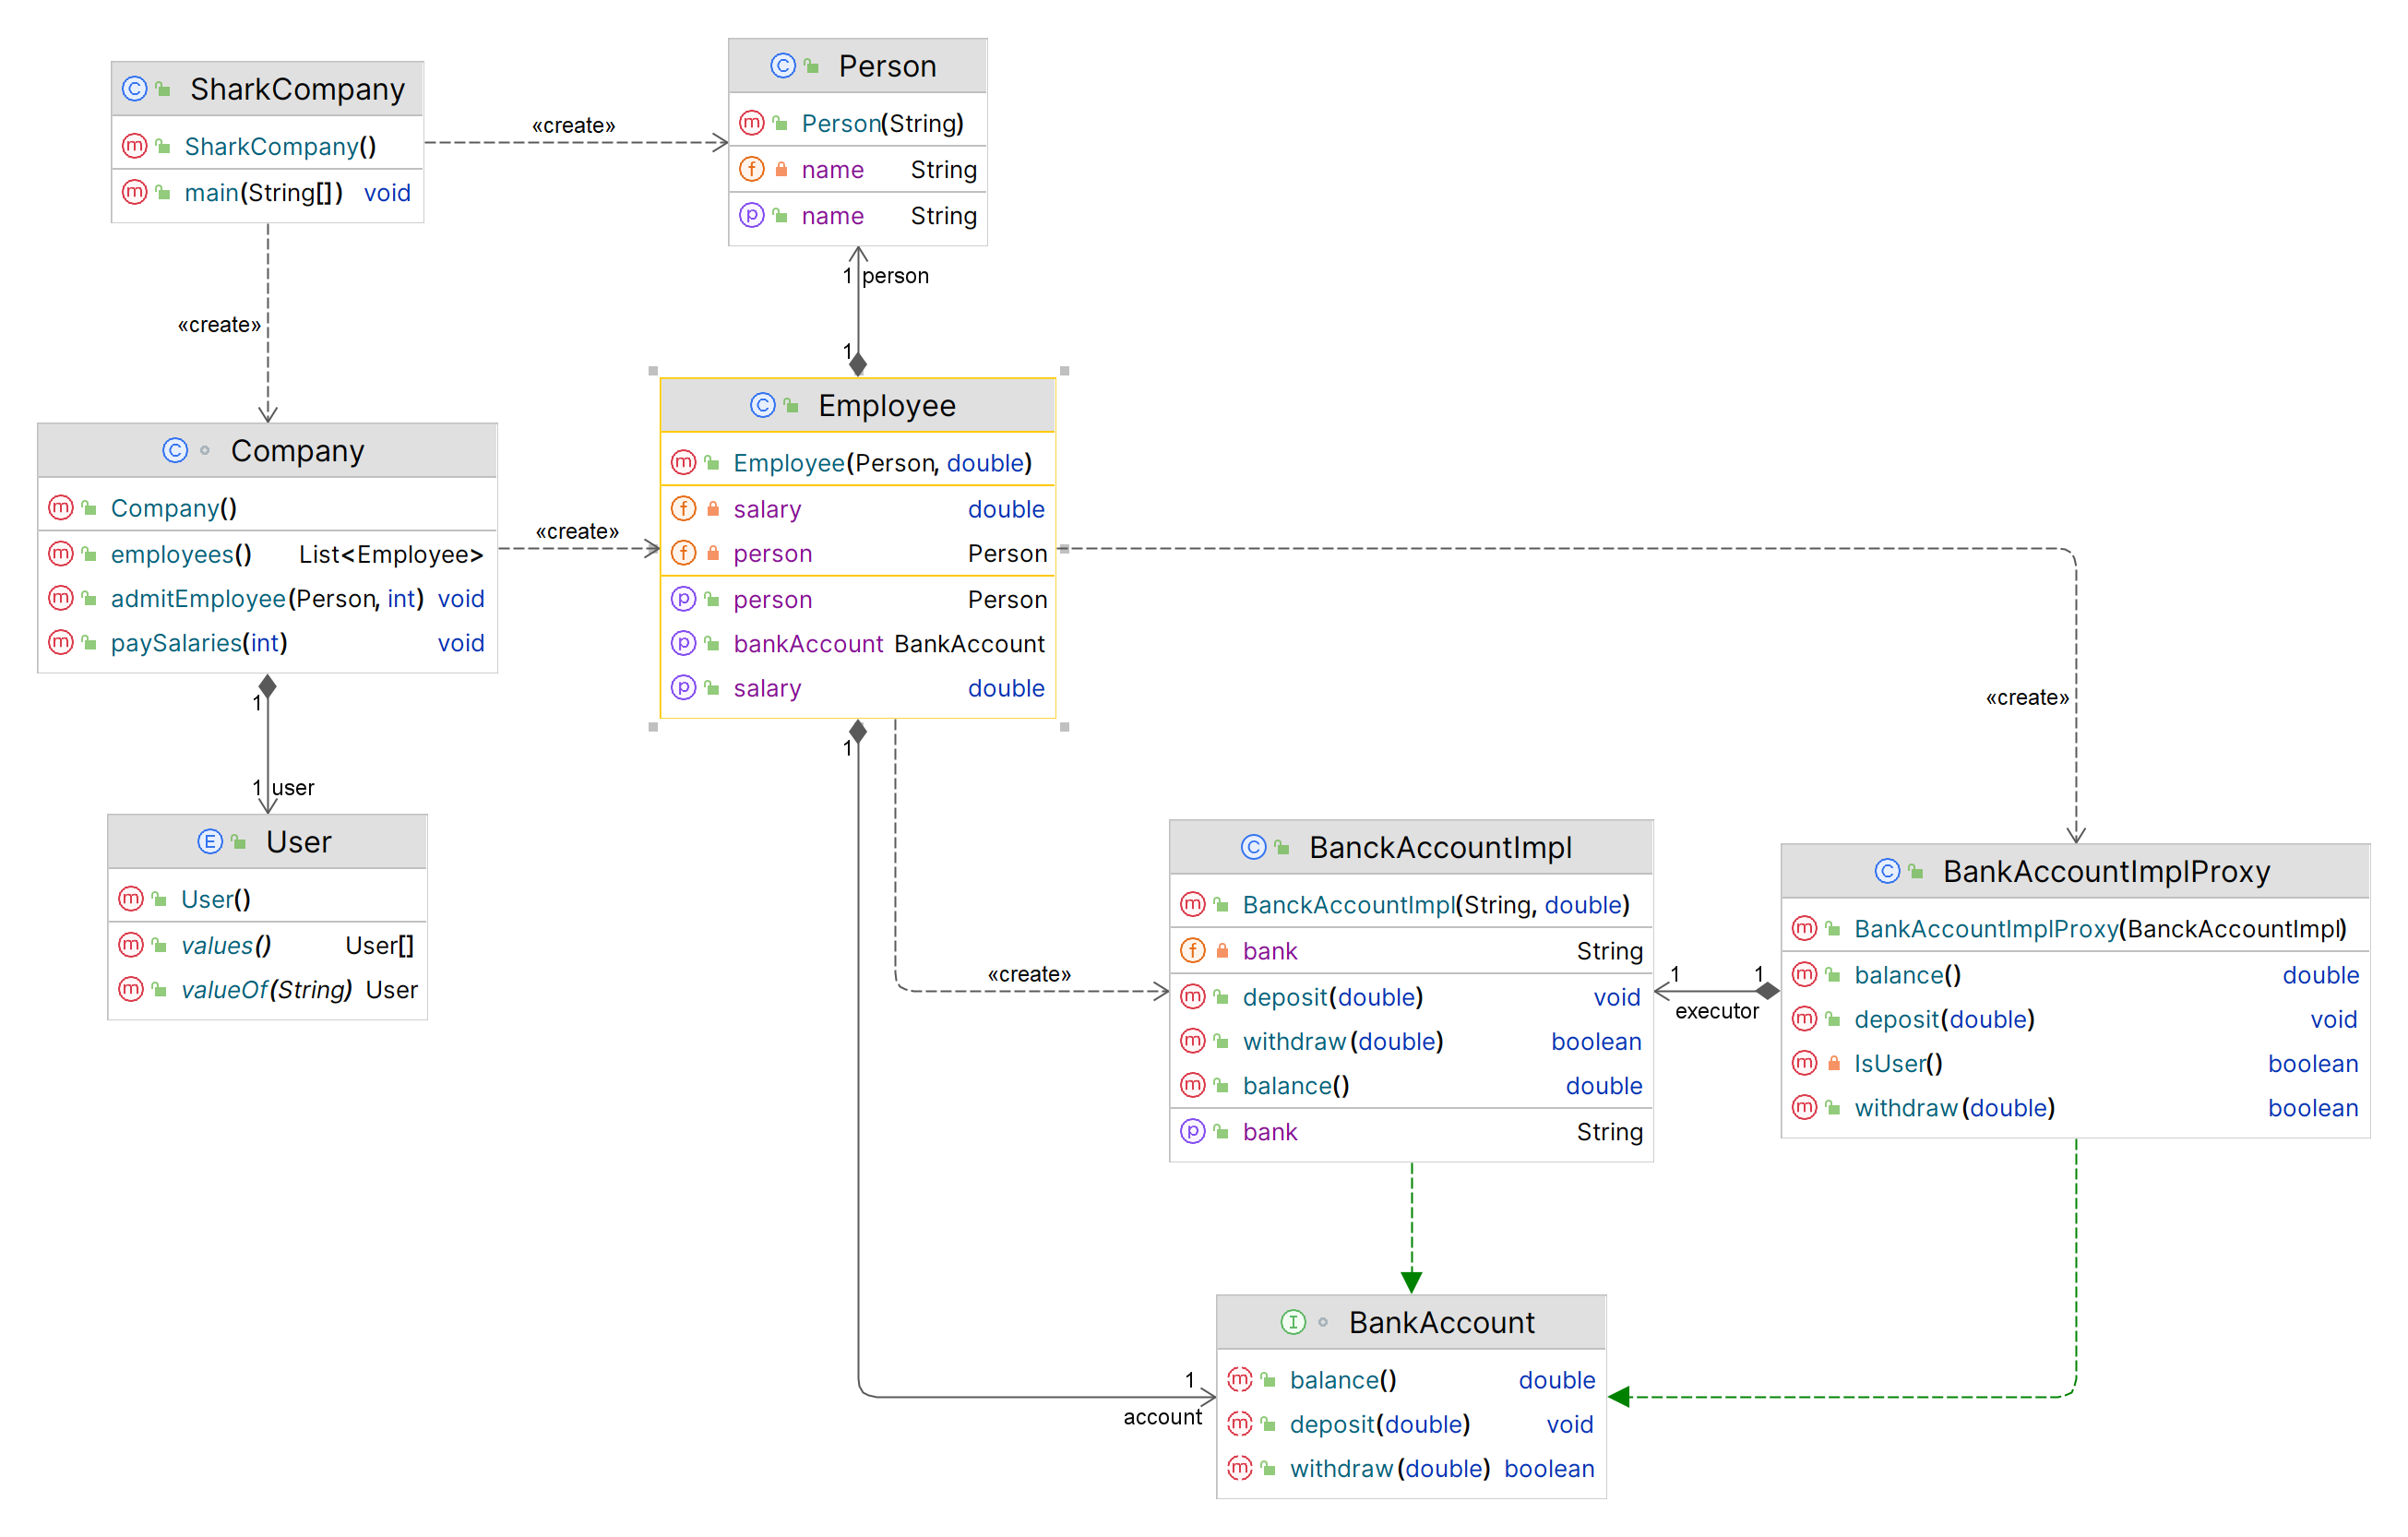 SharkCompany
SharkCompany()
main(String[]) void
«create»
Person
Person(String)
name String
name String
«create»
1 person
1
Company
Company()
employees() List<Employee>
admitEmployee(Person, int) void
paySalaries(int) void
«create»
Employee
Employee(Person, double)
salary double
person Person
person Person
bankAccount BankAccount
salary double
«create»
1
1 user
1
User
User()
values() User[]
valueOf(String) User
«create»
BanckAccountImpl
BanckAccountImpl(String, double)
bank String
deposit(double) void
withdraw(double) boolean
balance() double
bank String
1 1
executor
BankAccountImplProxy
BankAccountImplProxy(BanckAccountImpl)
balance() double
deposit(double) void
IsUser() boolean
withdraw(double) boolean
1
account
BankAccount
balance() double
deposit(double) void
withdraw(double) boolean